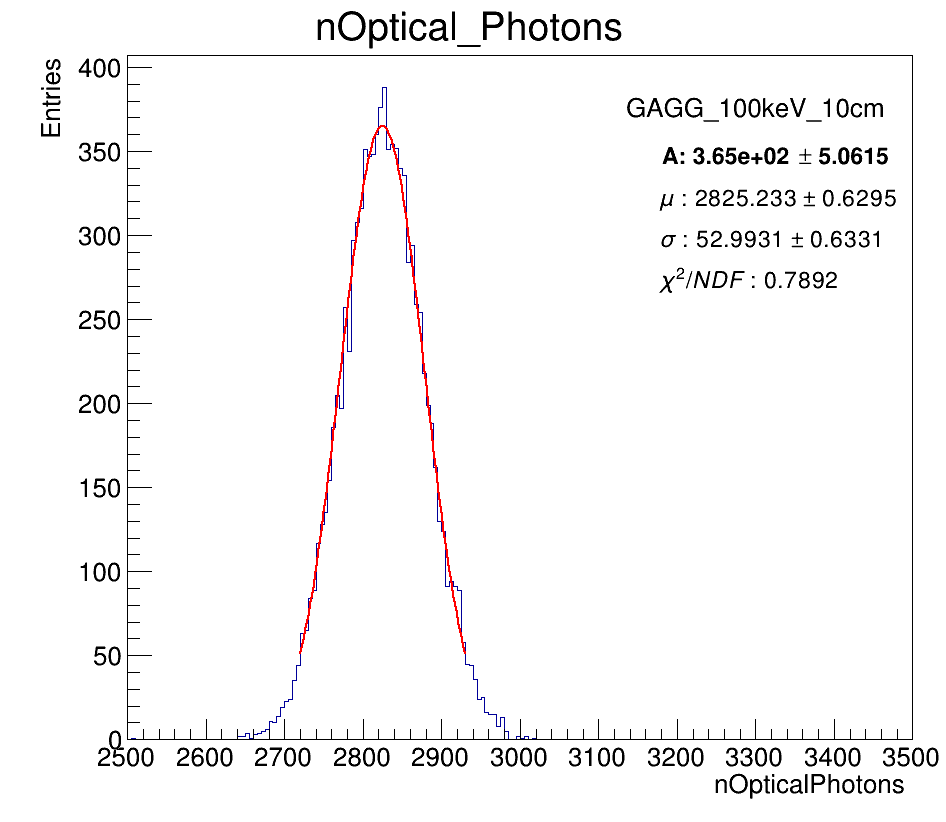 nOptical_Photons
Entries
400
350
300
250
200
150
100
50
0
GAGG_100keV_10cm
A: 3.65e+02 ± 5.0615
μ : 2825.233 ± 0.6295
σ : 52.9931 ± 0.6331
χ²/NDF : 0.7892
2500 2600 2700 2800 2900 3000 3100 3200 3300 3400 3500
nOpticalPhotons